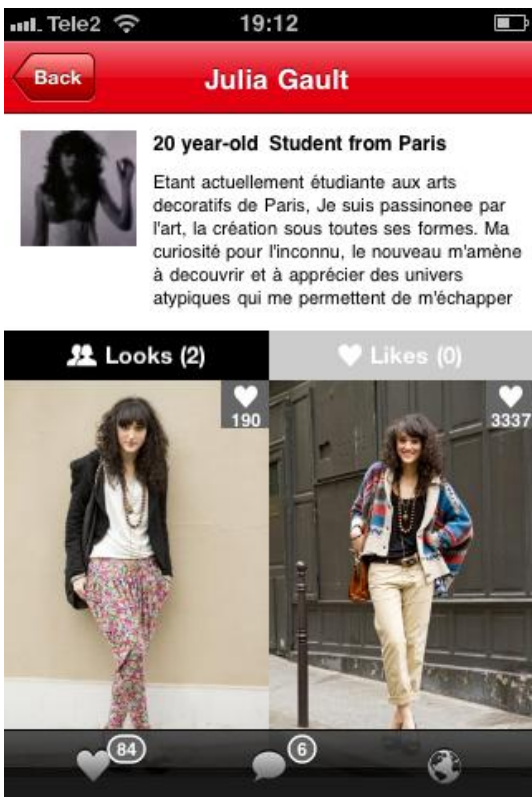 Tele2 19:12
Back Julia Gault
20 year-old Student from Paris
Etant actuellement étudiante aux arts
decoratifs de Paris, Je suis passinonee par
l'art, la création sous toutes ses formes. Ma
curiosité pour l'inconnu, le nouveau m'amène
à decouvrir et à apprécier des univers
atypiques qui me permettent de m'échapper
Looks (2) Likes (0)
190 3337
84 6